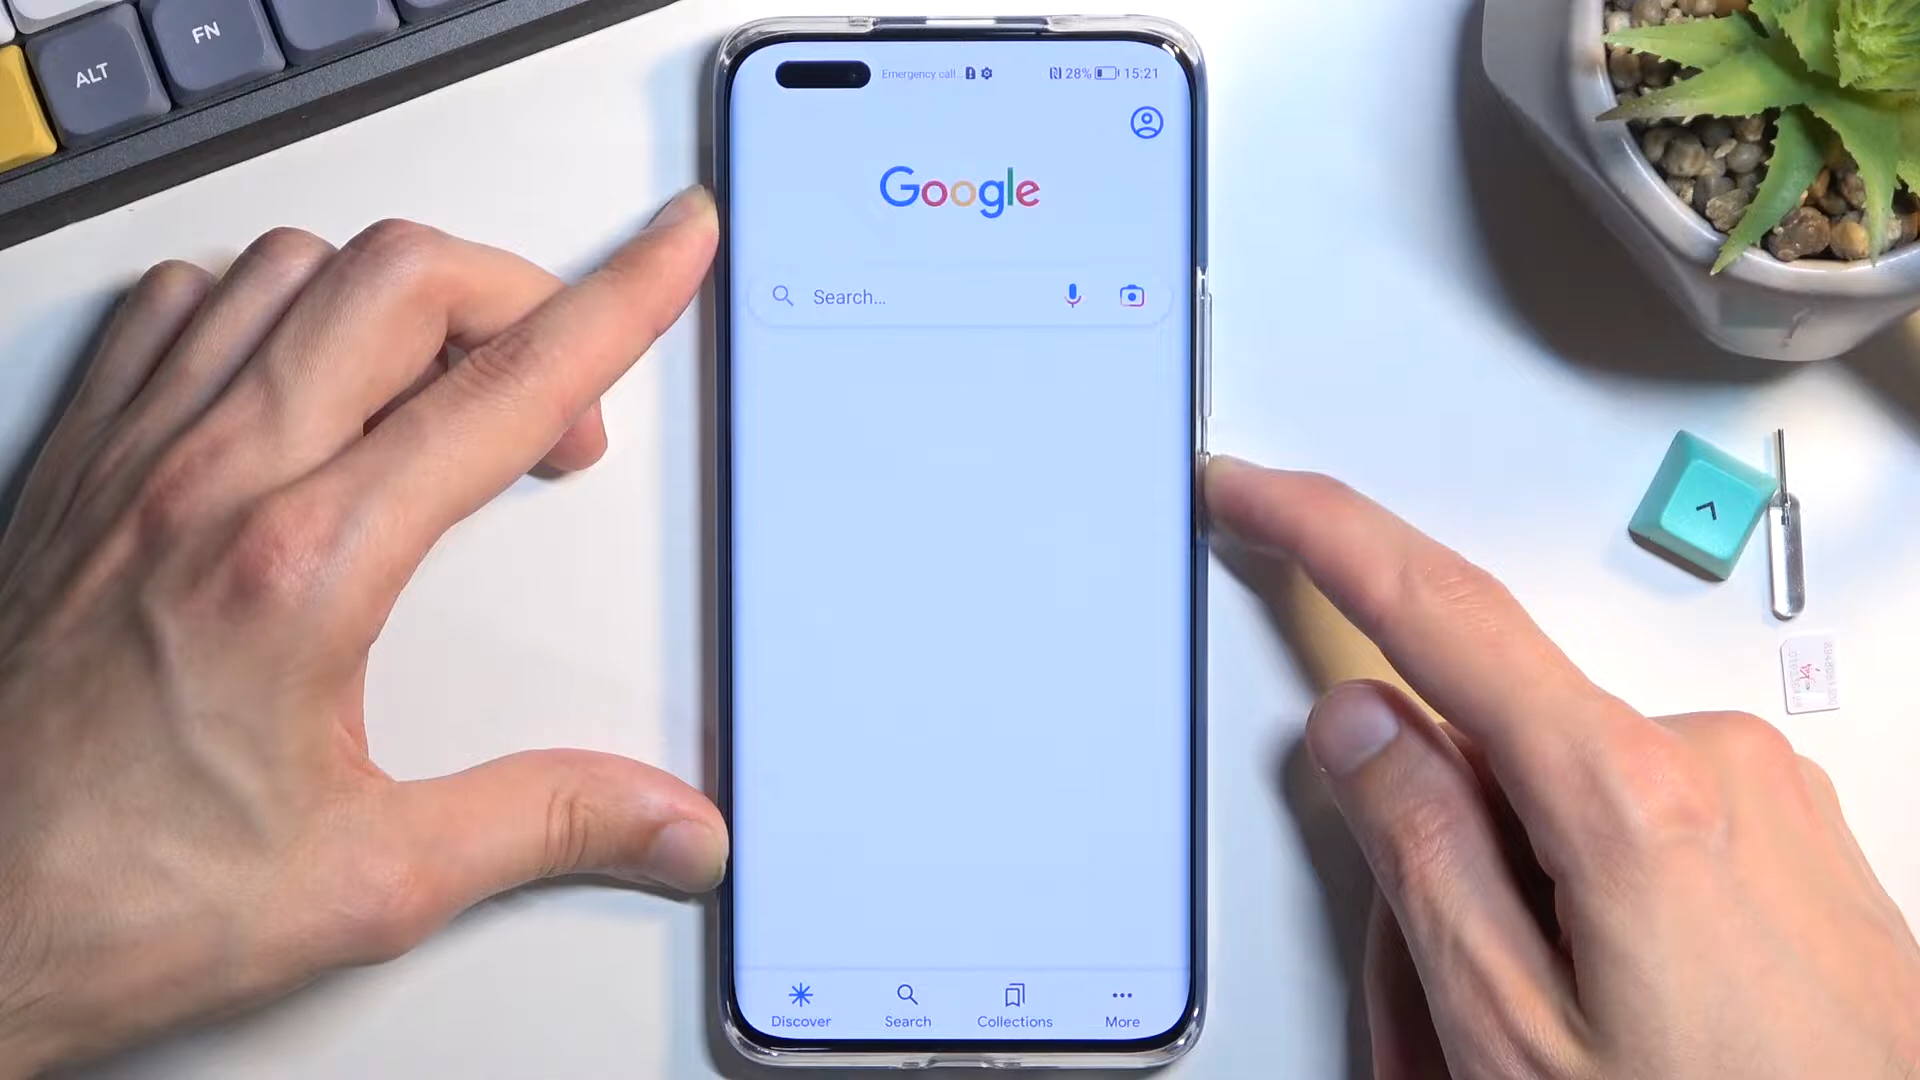 FN
ALT
Emergency call...
28% 15:21
Google
Search...
^
Discover Search Collections More